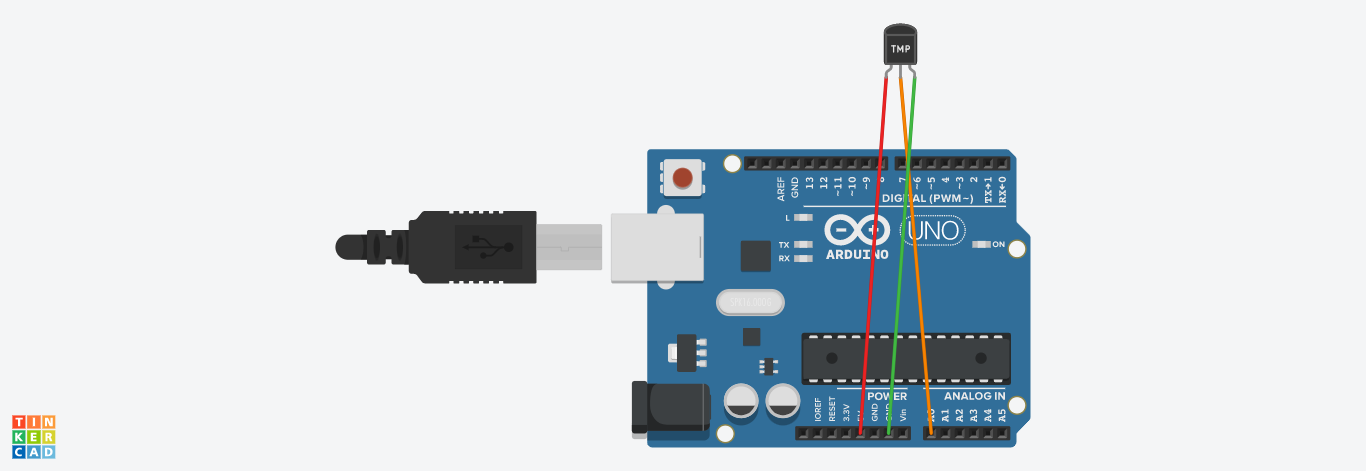 TMP
AREF
GND
13
12
~11
~10
~9
8
7
~6
~5
4
~3
2
TX→1
RX←0
DIGITAL (PWM~)
L
TX
RX
ARDUINO
UNO
ON
POWER
ANALOG IN
IOREF
RESET
3.3V
5V
GND
GND
Vin
A0
A1
A2
A3
A4
A5
TIN
KER
CAD